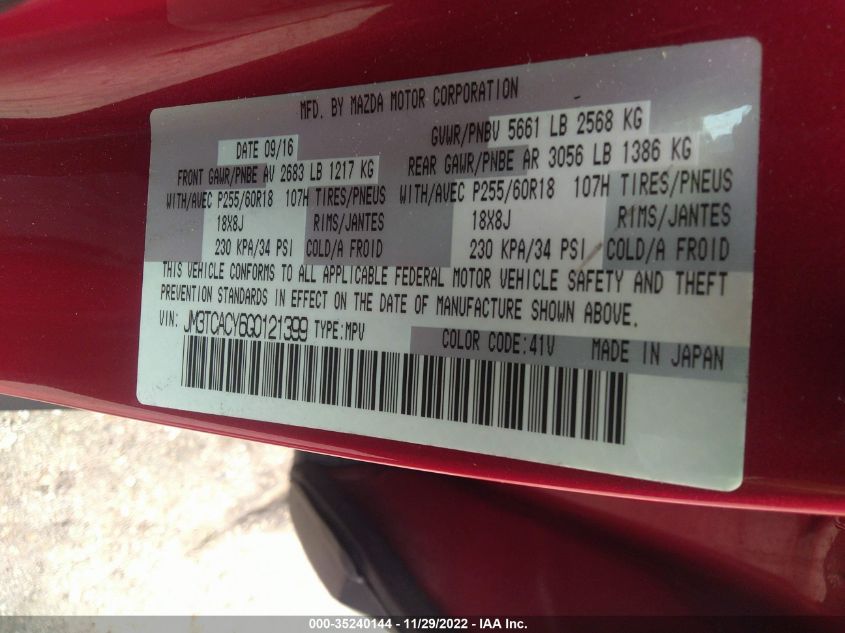 MFD. BY MAZDA MOTOR CORPORATION
DATE 09/16
GVWR/PNBV 5661 LB 2568 KG
FRONT GAWR/PNBE AV 2683 LB 1217 KG
REAR GAWR/PNBE AR 3056 LB 1386 KG
WITH/AVEC P255/60R18 107H TIRES/PNEUS
WITH/AVEC P255/60R18 107H TIRES/PNEUS
18X8J RIMS/JANTES
18X8J RIMS/JANTES
230 KPA/34 PSI COLD/A FROID
230 KPA/34 PSI COLD/A FROID
THIS VEHICLE CONFORMS TO ALL APPLICABLE FEDERAL MOTOR VEHICLE SAFETY AND THEFT
PREVENTION STANDARDS IN EFFECT ON THE DATE OF MANUFACTURE SHOWN ABOVE.
VIN: JM3TCACY6G0121399 TYPE:MPV
COLOR CODE:41V MADE IN JAPAN
000-35240144 - 11/29/2022 - IAA Inc.